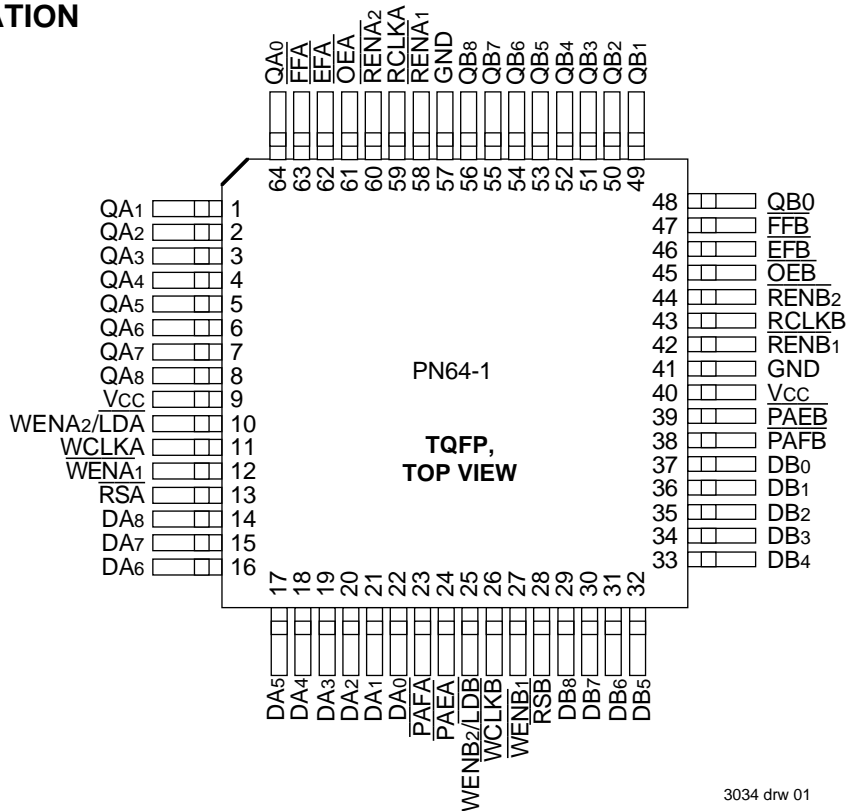 ATION
QA0
FFA
EFA
OEA
RENA2
RCLKA
RENA1
GND
QB8
QB7
QB6
QB5
QB4
QB3
QB2
QB1
64
63
62
61
60
59
58
57
56
55
54
53
52
51
50
49
QA1 1
QA2 2
QA3 3
QA4 4
QA5 5
QA6 6
QA7 7
QA8 8
VCC 9
WENA2/LDA 10
WCLKA 11
WENA1 12
RSA 13
DA8 14
DA7 15
DA6 16
PN64-1
TQFP,
TOP VIEW
48 QB0
47 FFB
46 EFB
45 OEB
44 RENB2
43 RCLKB
42 RENB1
41 GND
40 VCC
39 PAEB
38 PAFB
37 DB0
36 DB1
35 DB2
34 DB3
33 DB4
17
18
19
20
21
22
23
24
25
26
27
28
29
30
31
32
DA5
DA4
DA3
DA2
DA1
DA0
PAFA
PAEA
WENB2/LDB
WCLKB
WENB1
RSB
DB8
DB7
DB6
DB5
3034 drw 01